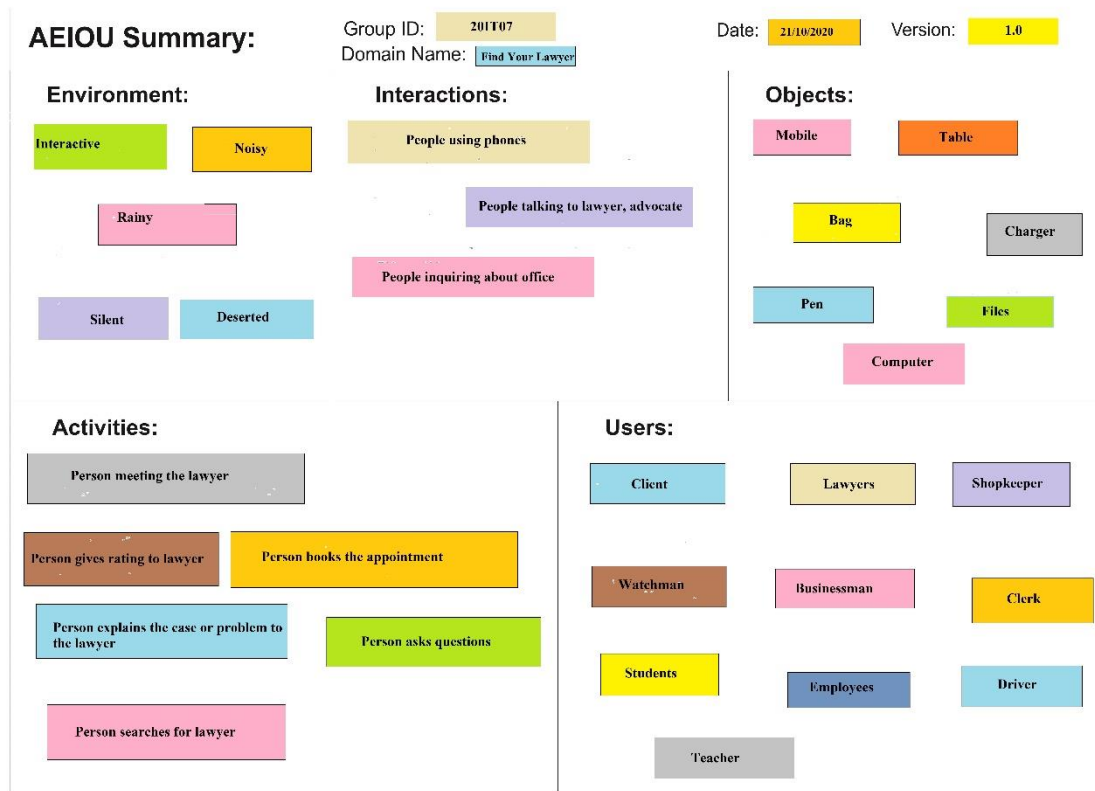 AEIOU Summary:
Group ID: 201T07
Domain Name: Find Your Lawyer
Date: 21/10/2020
Version: 1.0
Environment:
Interactive
Noisy
Rainy
Silent
Deserted
Interactions:
People using phones
People talking to lawyer, advocate
People inquiring about office
Objects:
Mobile
Table
Bag
Charger
Pen
Files
Computer
Activities:
Person meeting the lawyer
Person gives rating to lawyer
Person books the appointment
Person explains the case or problem to
the lawyer
Person asks questions
Person searches for lawyer
Users:
Client
Lawyers
Shopkeeper
Watchman
Businessman
Clerk
Students
Employees
Driver
Teacher